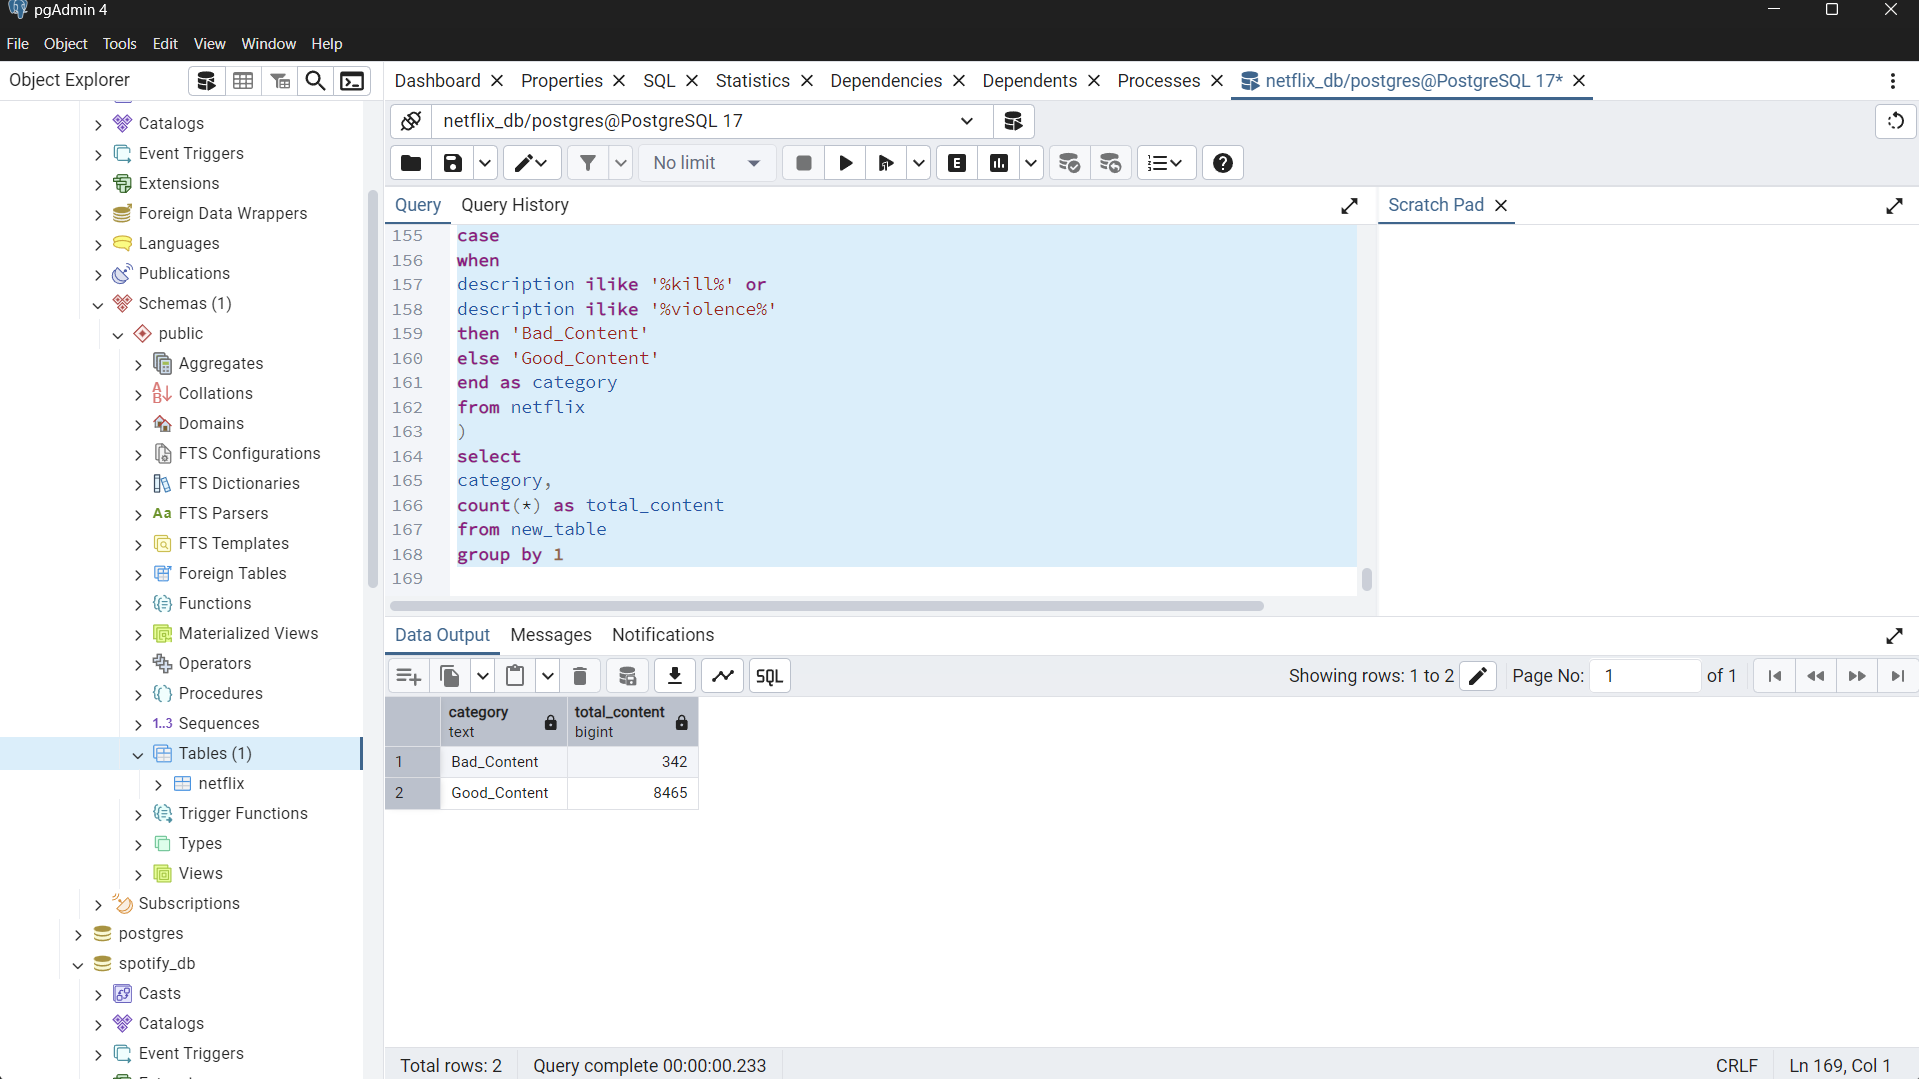 pgAdmin 4
File Object Tools Edit View Window Help
Object Explorer
Dashboard Properties SQL Statistics Dependencies Dependents Processes netflix_db/postgres@PostgreSQL 17*
Catalogs
Event Triggers
Extensions
Foreign Data Wrappers
Languages
Publications
Schemas (1)
public
Aggregates
Collations
Domains
FTS Configurations
FTS Dictionaries
Aa FTS Parsers
FTS Templates
Foreign Tables
Functions
Materialized Views
Operators
Procedures
1..3 Sequences
Tables (1)
netflix
Trigger Functions
Types
Views
Subscriptions
postgres
spotify_db
Casts
Catalogs
Event Triggers
netflix_db/postgres@PostgreSQL 17
No limit
E
Query Query History
Scratch Pad
155 case
156 when
157 description ilike '%kill%' or
158 description ilike '%violence%'
159 then 'Bad_Content'
160 else 'Good_Content'
161 end as category
162 from netflix
163 )
164 select
165 category,
166 count(*) as total_content
167 from new_table
168 group by 1
169
Data Output Messages Notifications
SQL
Showing rows: 1 to 2 Page No: 1 of 1
category total_content
text bigint
1 Bad_Content 342
2 Good_Content 8465
Total rows: 2 Query complete 00:00:00.233 CRLF Ln 169, Col 1